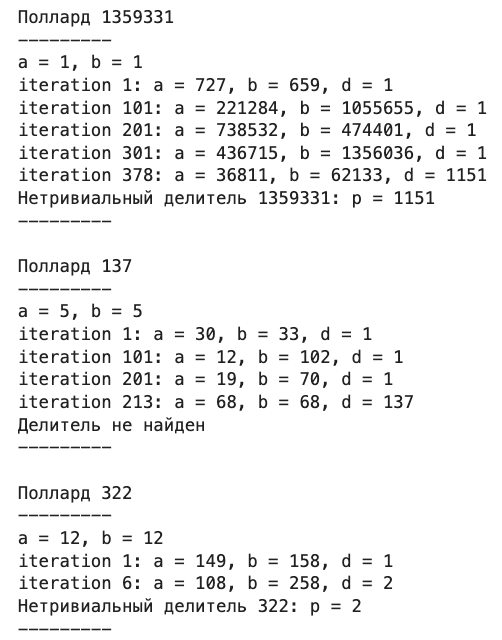 Поллард 1359331
---------
a = 1, b = 1
iteration 1: a = 727, b = 659, d = 1
iteration 101: a = 221284, b = 1055655, d = 1
iteration 201: a = 738532, b = 474401, d = 1
iteration 301: a = 436715, b = 1356036, d = 1
iteration 378: a = 36811, b = 62133, d = 1151
Нетривиальный делитель 1359331: p = 1151
---------
Поллард 137
---------
a = 5, b = 5
iteration 1: a = 30, b = 33, d = 1
iteration 101: a = 12, b = 102, d = 1
iteration 201: a = 19, b = 70, d = 1
iteration 213: a = 68, b = 68, d = 137
Делитель не найден
---------
Поллард 322
---------
a = 12, b = 12
iteration 1: a = 149, b = 158, d = 1
iteration 6: a = 108, b = 258, d = 2
Нетривиальный делитель 322: p = 2
---------